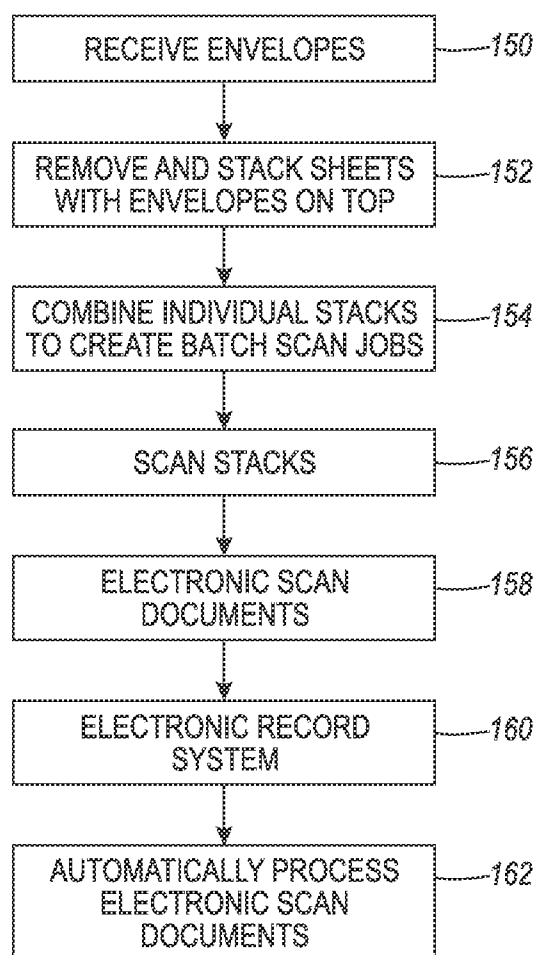 RECEIVE ENVELOPES
150
REMOVE AND STACK SHEETS
WITH ENVELOPES ON TOP
152
COMBINE INDIVIDUAL STACKS
TO CREATE BATCH SCAN JOBS
154
SCAN STACKS
156
ELECTRONIC SCAN
DOCUMENTS
158
ELECTRONIC RECORD
SYSTEM
160
AUTOMATICALLY PROCESS
ELECTRONIC SCAN
DOCUMENTS
162